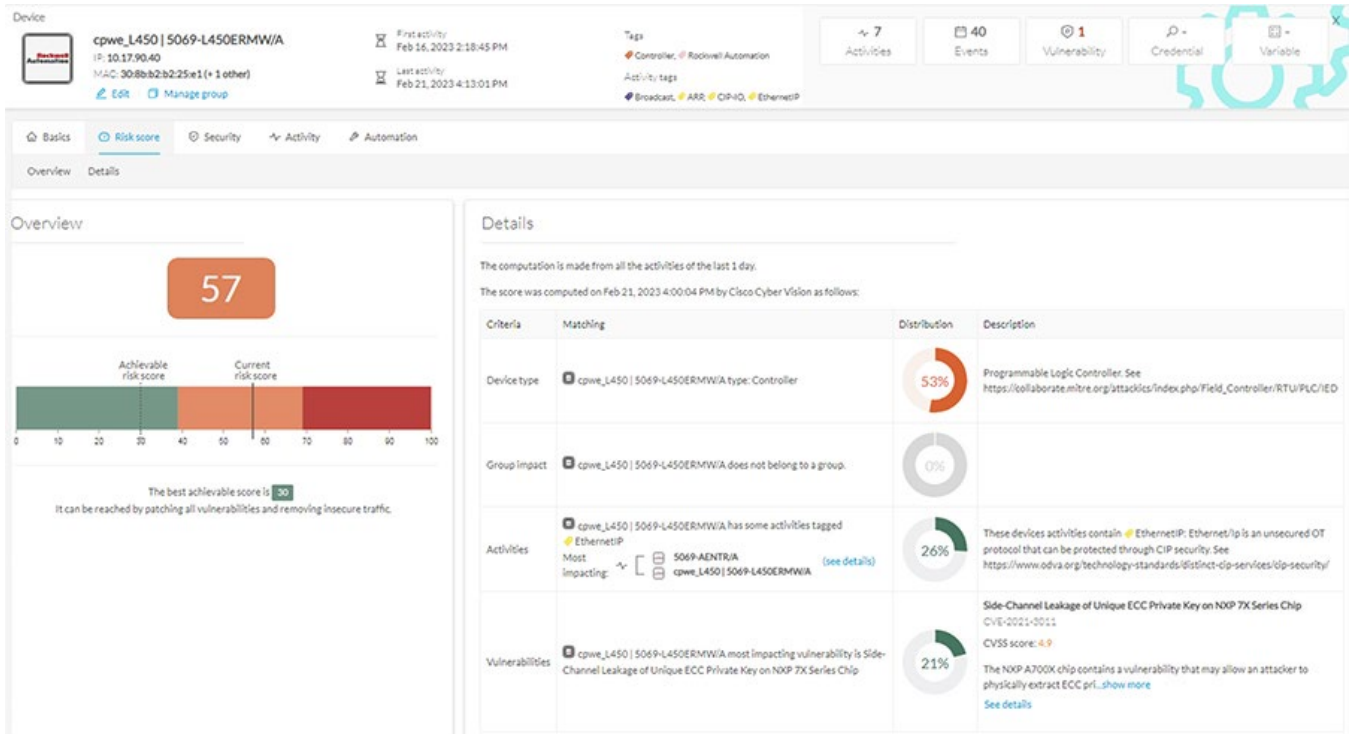 Device
Rockwell
Automation
cpwe_L450 | 5069-L450ERMW/A
IP: 10.17.90.40
MAC: 30:8b:b2:b2:25:e1 (+ 1 other)
Edit Manage group
First activity
Feb 16, 2023 2:18:45 PM
Last activity
Feb 21, 2023 4:13:01 PM
Tags
Controller, Rockwell Automation
Activity tags
Broadcast, ARP, CIP-IO, EthernetIP
7
Activities
40
Events
1
Vulnerability
-
Credential
-
Variable
X
Basics Risk score Security Activity Automation
Overview Details
Overview
57
Achievable
risk score
Current
risk score
0 10 20 30 40 50 60 70 80 90 100
The best achievable score is 30
It can be reached by patching all vulnerabilities and removing insecure traffic.
Details
The computation is made from all the activities of the last 1 day.
The score was computed on Feb 21, 2023 4:00:04 PM by Cisco Cyber Vision as follows:
Criteria Matching Distribution Description
Device type
cpwe_L450 | 5069-L450ERMW/A type: Controller
53%
Programmable Logic Controller. See
https://collaborate.mitre.org/attackics/index.php/Field_Controller/RTU/PLC/IED
Group impact
cpwe_L450 | 5069-L450ERMW/A does not belong to a group.
0%
Activities
cpwe_L450 | 5069-L450ERMW/A has some activities tagged
EthernetIP
Most
impacting:
5069-AENTR/A
cpwe_L450 | 5069-L450ERMW/A
(see details)
26%
These devices activities contain EthernetIP: Ethernet/Ip is an unsecured OT
protocol that can be protected through CIP security. See
https://www.odva.org/technology-standards/distinct-cip-services/cip-security/
Vulnerabilities
cpwe_L450 | 5069-L450ERMW/A most impacting vulnerability is Side-
Channel Leakage of Unique ECC Private Key on NXP 7X Series Chip
21%
Side-Channel Leakage of Unique ECC Private Key on NXP 7X Series Chip
CVE-2021-3011
CVSS score: 4.9
The NXP A700X chip contains a vulnerability that may allow an attacker to
physically extract ECC pri...show more
See details